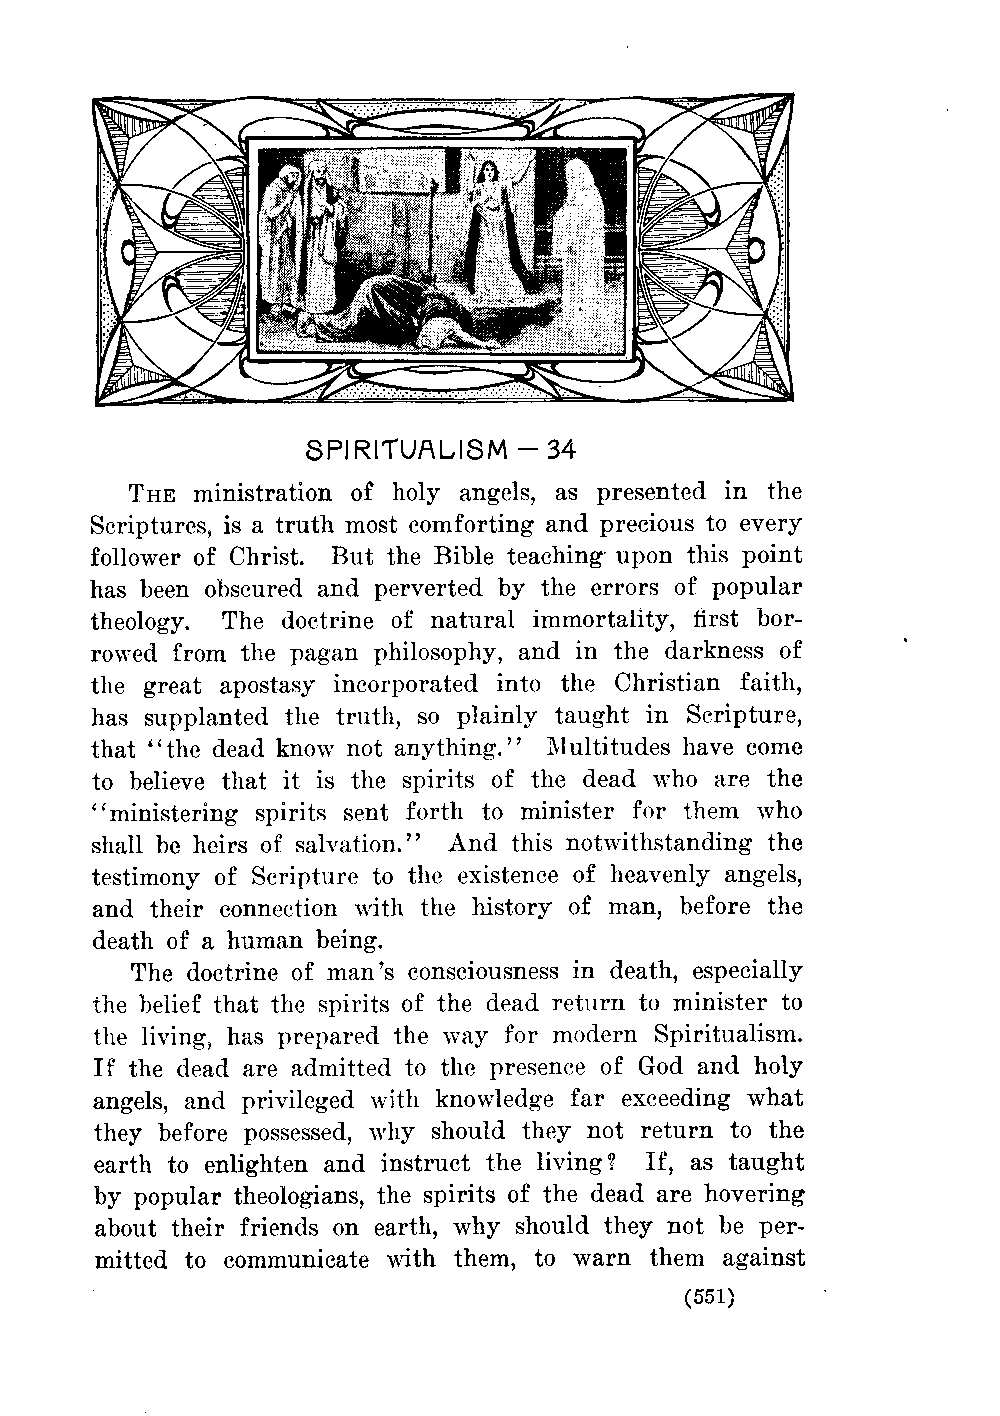 SPIRITUALISM — 34
THE ministration of holy angels, as presented in the
Scriptures, is a truth most comforting and precious to every
follower of Christ. But the Bible teaching upon this point
has been obscured and perverted by the errors of popular
theology. The doctrine of natural immortality, first bor-
rowed from the pagan philosophy, and in the darkness of
the great apostasy incorporated into the Christian faith,
has supplanted the truth, so plainly taught in Scripture,
that “the dead know not anything.” Multitudes have come
to believe that it is the spirits of the dead who are the
“ministering spirits sent forth to minister for them who
shall be heirs of salvation.” And this notwithstanding the
testimony of Scripture to the existence of heavenly angels,
and their connection with the history of man, before the
death of a human being.
The doctrine of man's consciousness in death, especially
the belief that the spirits of the dead return to minister to
the living, has prepared the way for modern Spiritualism.
If the dead are admitted to the presence of God and holy
angels, and privileged with knowledge far exceeding what
they before possessed, why should they not return to the
earth to enlighten and instruct the living? If, as taught
by popular theologians, the spirits of the dead are hovering
about their friends on earth, why should they not be per-
mitted to communicate with them, to warn them against
(551)